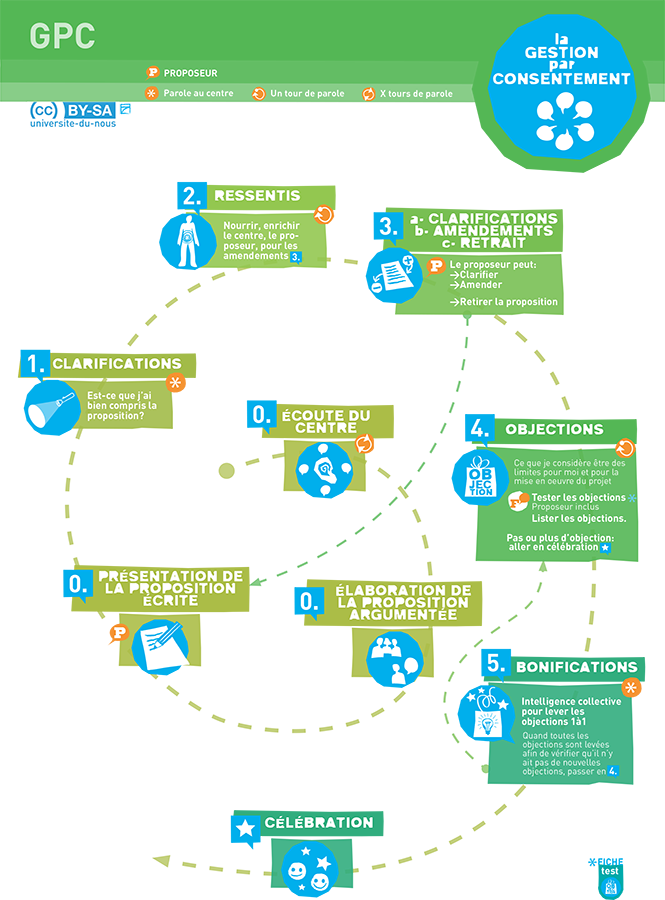 GPC
la
GESTION
par
CONSENTEMENT
P PROPOSEUR
Parole au centre
Un tour de parole
X tours de parole
(cc) BY-SA
universite-du-nous
2. RESSENTIS
Nourrir, enrichir
le centre, le pro-
poseur, pour les
amendements 3.
3. a- CLARIFICATIONS
b- AMENDEMENTS
c- RETRAIT
P Le proposeur peut:
→Clarifier
→Amender
→Retirer la proposition
1. CLARIFICATIONS
Est-ce que j'ai
bien compris la
proposition?
0. ÉCOUTE DU
CENTRE
4. OBJECTIONS
OB
JEC
TION
Ce que je considère être des
limites pour moi et pour la
mise en oeuvre du projet
P Tester les objections *
Proposeur inclus
Lister les objections.
Pas ou plus d'objection:
aller en célébration
0. PRÉSENTATION DE
LA PROPOSITION
ÉCRITE
P
0. ÉLABORATION DE
LA PROPOSITION
ARGUMENTÉE
5. BONIFICATIONS
Intelligence collective
pour lever les
objections 1à1
Quand toutes les
objections sont levées
afin de vérifier qu'il n'y
ait pas de nouvelles
objections, passer en 4.
CÉLÉBRATION
*FICHE
test